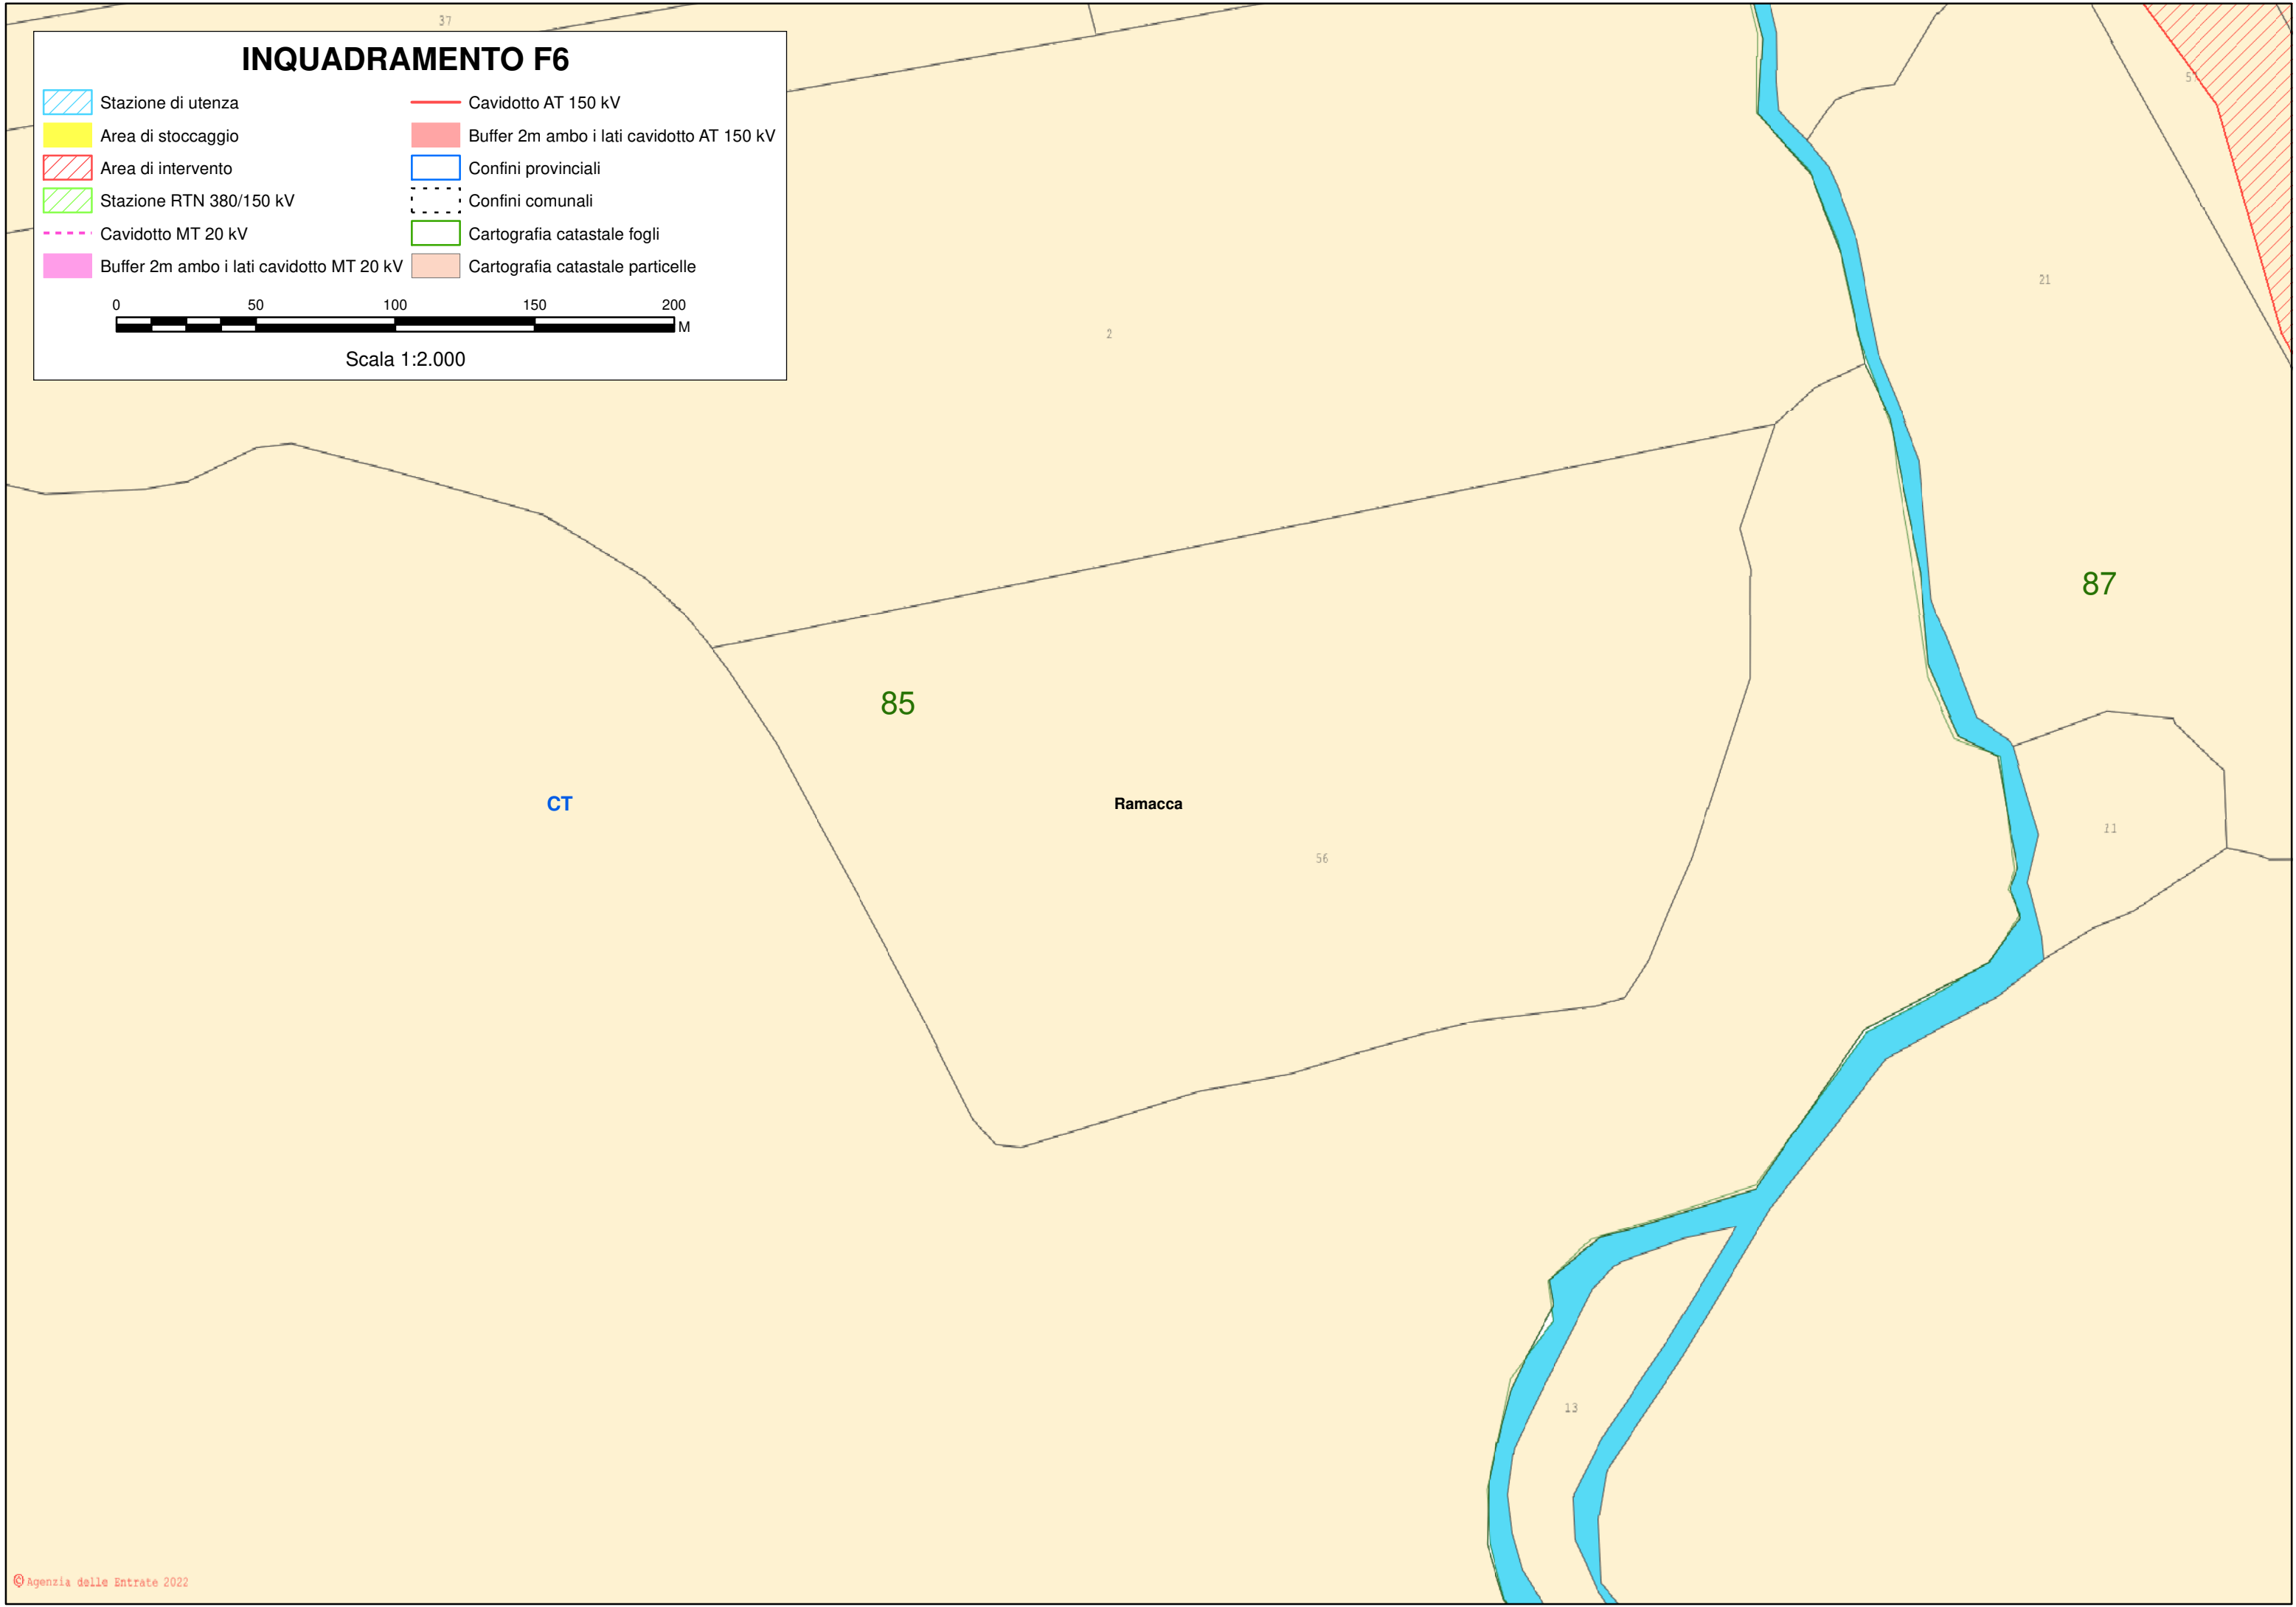 37
INQUADRAMENTO F6
Stazione di utenza
Area di stoccaggio
Area di intervento
Stazione RTN 380/150 kV
Cavidotto MT 20 kV
Buffer 2m ambo i lati cavidotto MT 20 kV
Cavidotto AT 150 kV
Buffer 2m ambo i lati cavidotto AT 150 kV
Confini provinciali
Confini comunali
Cartografia catastale fogli
Cartografia catastale particelle
0 50 100 150 200
M
Scala 1:2.000
21
2
87
85
CT
Ramacca
11
56
13
© Agenzia delle Entrate 2022